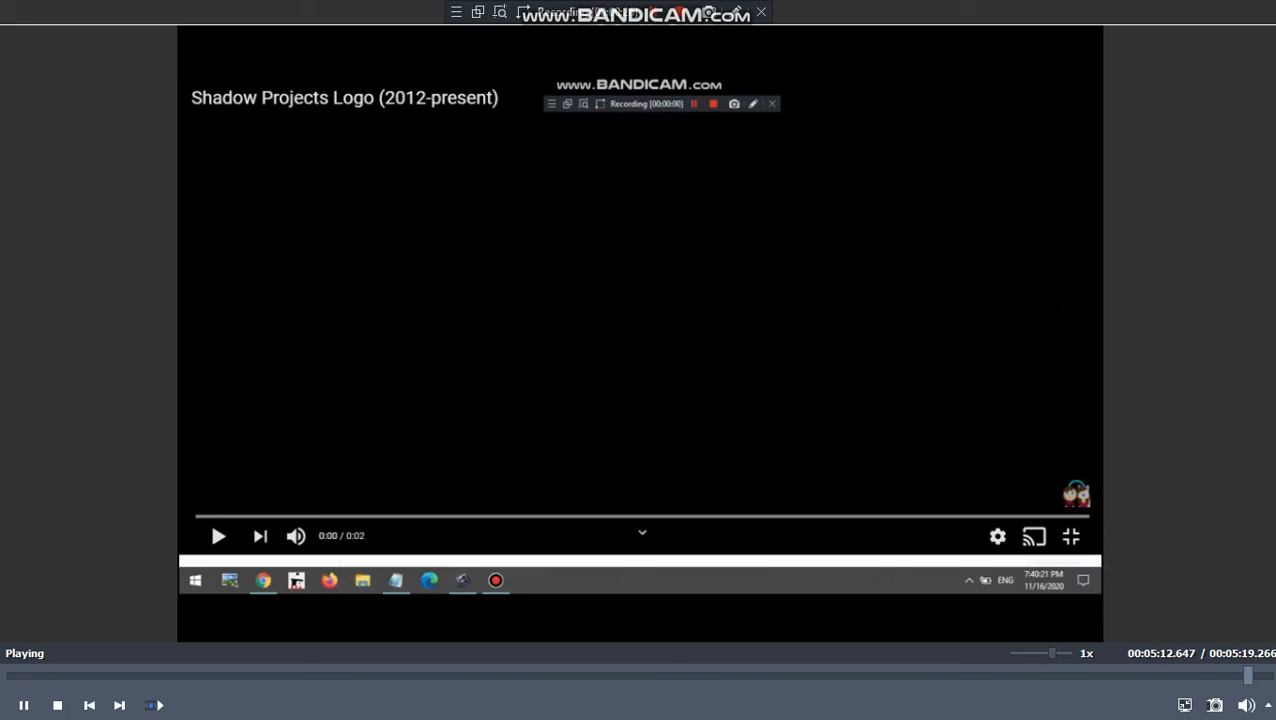 www.BANDICAM.com
www.BANDICAM.com
Shadow Projects Logo (2012-present)
Recording [00:00:00]
0:00 / 0:02
ENG
7:40:21 PM
11/16/2020
Playing
1x
00:05:12.647 / 00:05:19.266